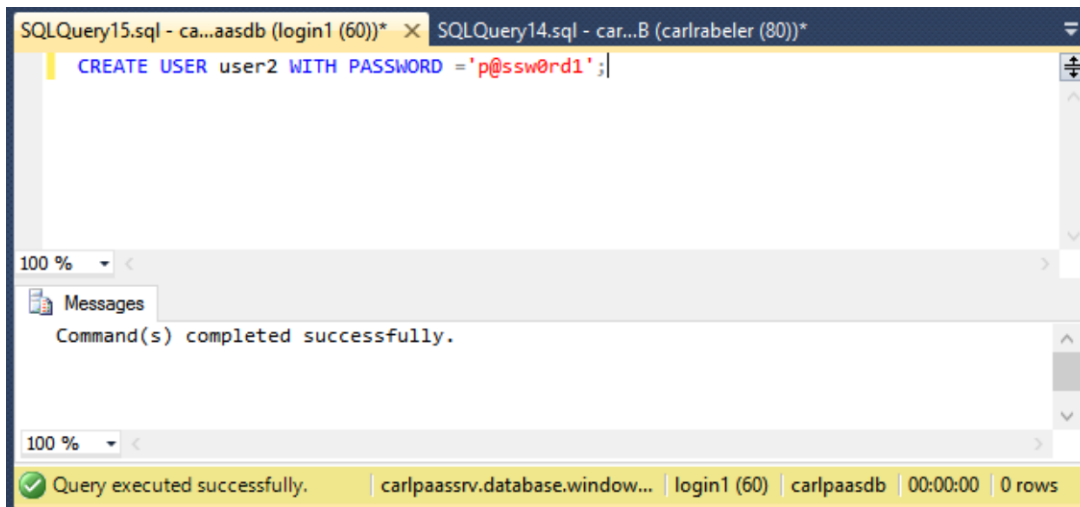 SQLQuery15.sql - ca...aasdb (login1 (60))* SQLQuery14.sql - car...B (carlrabeler (80))*
CREATE USER user2 WITH PASSWORD ='p@ssw0rd1';
100 %
Messages
Command(s) completed successfully.
100 %
Query executed successfully. carlpaassrv.database.window... login1 (60) carlpaasdb 00:00:00 0 rows